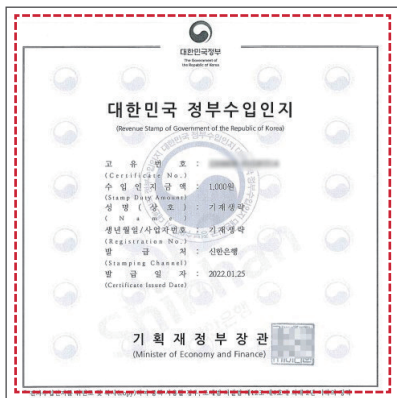 대한민국정부
The Government of
the Republic of Korea
대한민국 정부수입인지
(Revenue Stamp of Government of the Republic of Korea)
고 유 번 호 :
(Certificate No.)
수 입 인 지 금 액 : 1,000원
(Stamp Duty Amount)
성 명 ( 상 호 ) : 기재생략
( N a m e )
생년월일/사업자번호 : 기재생략
(Registration No.)
발 급 처 : 신한은행
(Stamping Channel)
발 급 일 자 : 2022.01.25
(Certificate Issued Date)
기획재정부장관
(Minister of Economy and Finance)